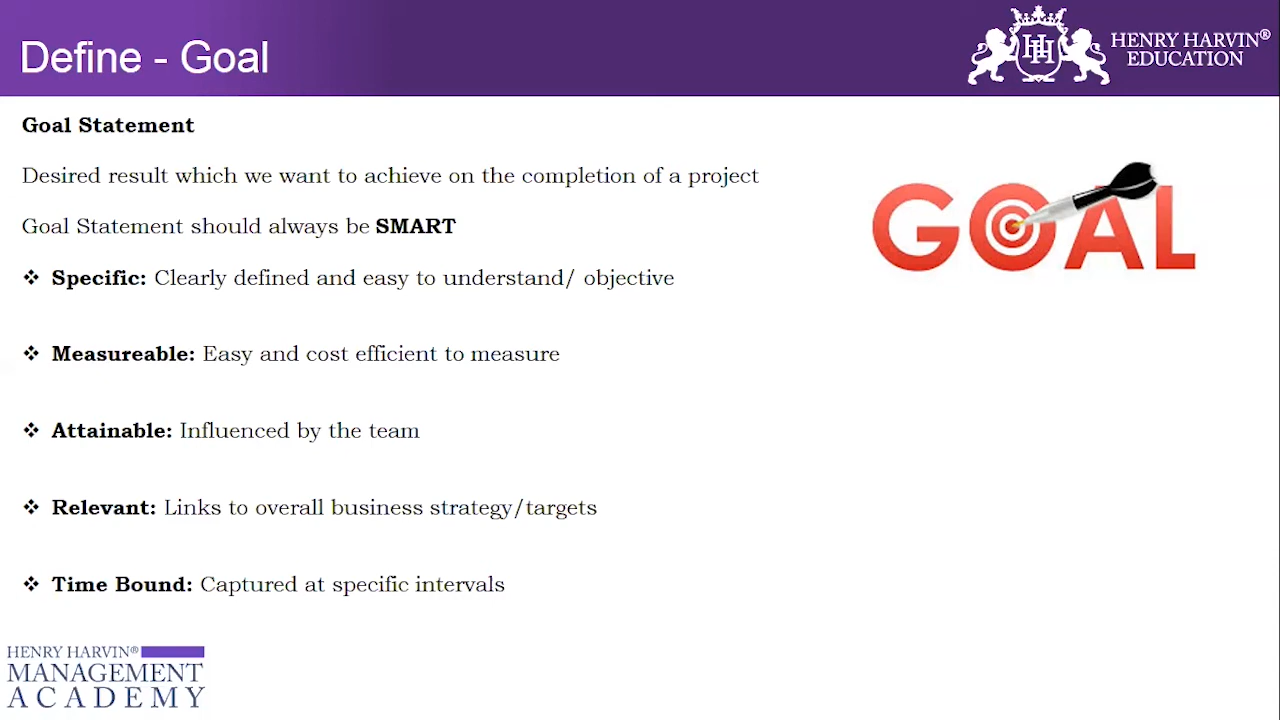 Define - Goal
HENRY HARVIN®
EDUCATION
Goal Statement
Desired result which we want to achieve on the completion of a project
Goal Statement should always be SMART
❖ Specific: Clearly defined and easy to understand/ objective
❖ Measureable: Easy and cost efficient to measure
❖ Attainable: Influenced by the team
❖ Relevant: Links to overall business strategy/targets
❖ Time Bound: Captured at specific intervals
GOAL
HENRY HARVIN®
MANAGEMENT
ACADEMY